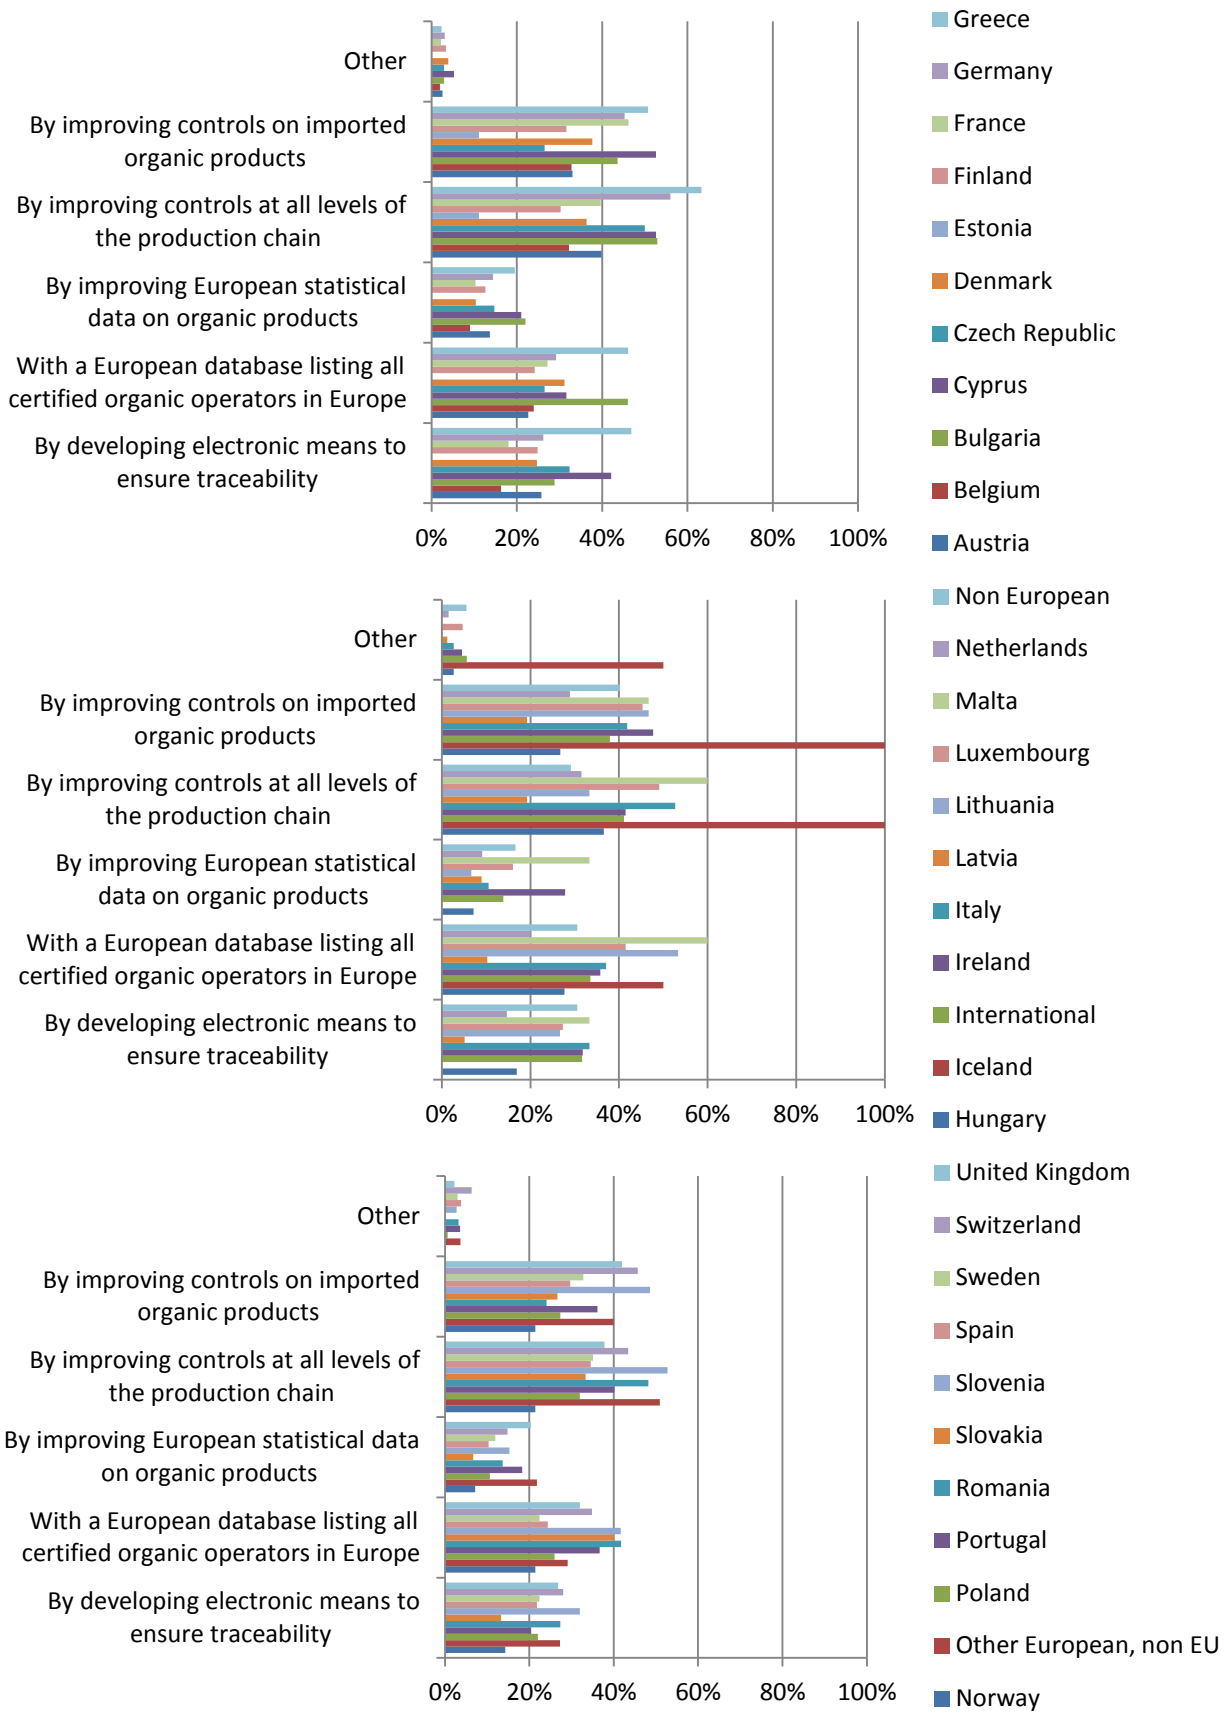 Other
By improving controls on imported
organic products
By improving controls at all levels of
the production chain
By improving European statistical
data on organic products
With a European database listing all
certified organic operators in Europe
By developing electronic means to
ensure traceability
0% 20% 40% 60% 80% 100%
Greece
Germany
France
Finland
Estonia
Denmark
Czech Republic
Cyprus
Bulgaria
Belgium
Austria
Other
By improving controls on imported
organic products
By improving controls at all levels of
the production chain
By improving European statistical
data on organic products
With a European database listing all
certified organic operators in Europe
By developing electronic means to
ensure traceability
0% 20% 40% 60% 80% 100%
Non European
Netherlands
Malta
Luxembourg
Lithuania
Latvia
Italy
Ireland
International
Iceland
Hungary
Other
By improving controls on imported
organic products
By improving controls at all levels of
the production chain
By improving European statistical data
on organic products
With a European database listing all
certified organic operators in Europe
By developing electronic means to
ensure traceability
0% 20% 40% 60% 80% 100%
United Kingdom
Switzerland
Sweden
Spain
Slovenia
Slovakia
Romania
Portugal
Poland
Other European, non EU
Norway